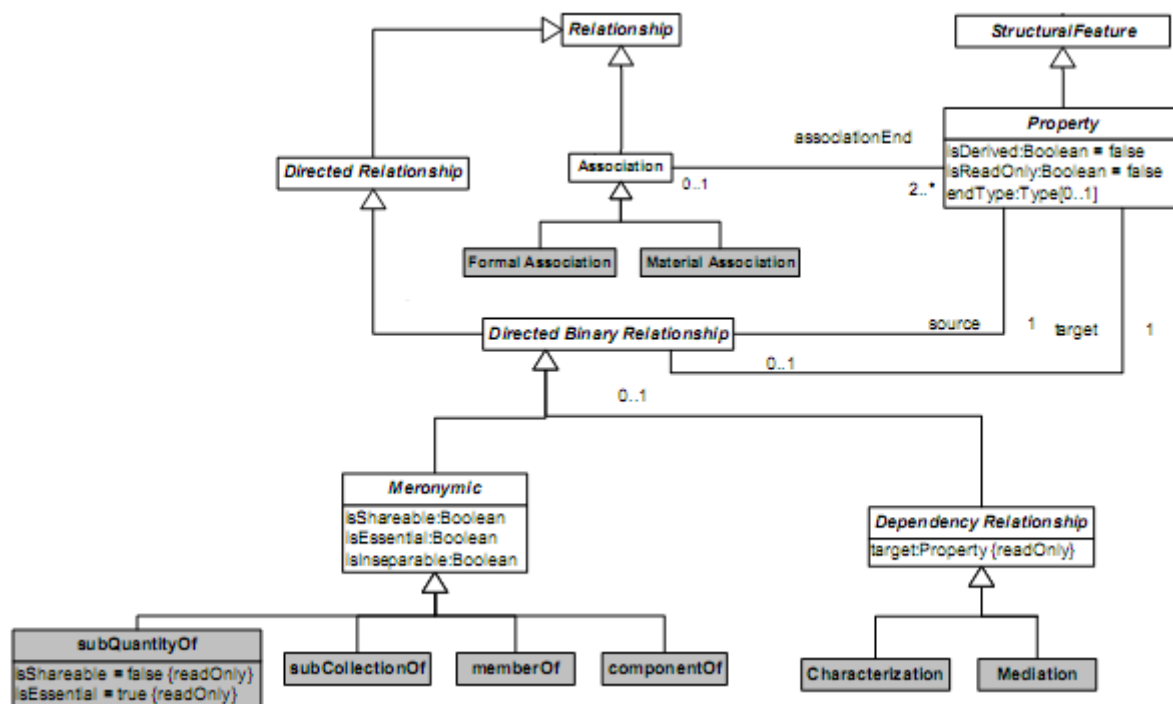 Relationship
StructuralFeature
Property
isDerived:Boolean = false
isReadOnly:Boolean = false
endType:Type[0..1]
associationEnd
Directed Relationship
Association
0..1
2..*
Formal Association
Material Association
Directed Binary Relationship
source
1
target
1
0..1
0..1
Meronymic
isShareable:Boolean
isEssential:Boolean
isInseparable:Boolean
Dependency Relationship
target:Property {readOnly}
subQuantityOf
isShareable = false {readOnly}
isEssential = true {readOnly}
subCollectionOf
memberOf
componentOf
Characterization
Mediation